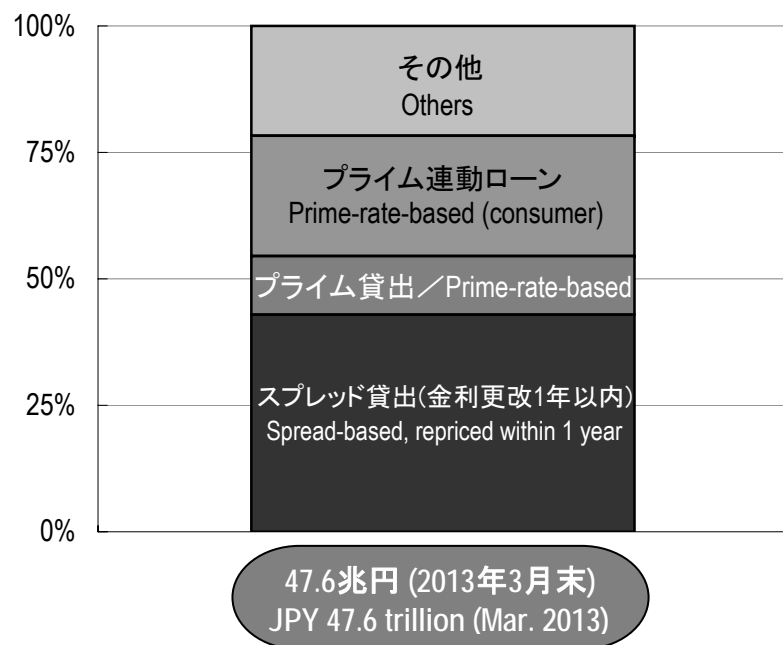 100%
その他
Others
75%
プライム連動ローン
Prime-rate-based (consumer)
50%
プライム貸出／Prime-rate-based
25%
スプレッド貸出(金利更改1年以内)
Spread-based, repriced within 1 year
0%
47.6兆円 (2013年3月末)
JPY 47.6 trillion (Mar. 2013)